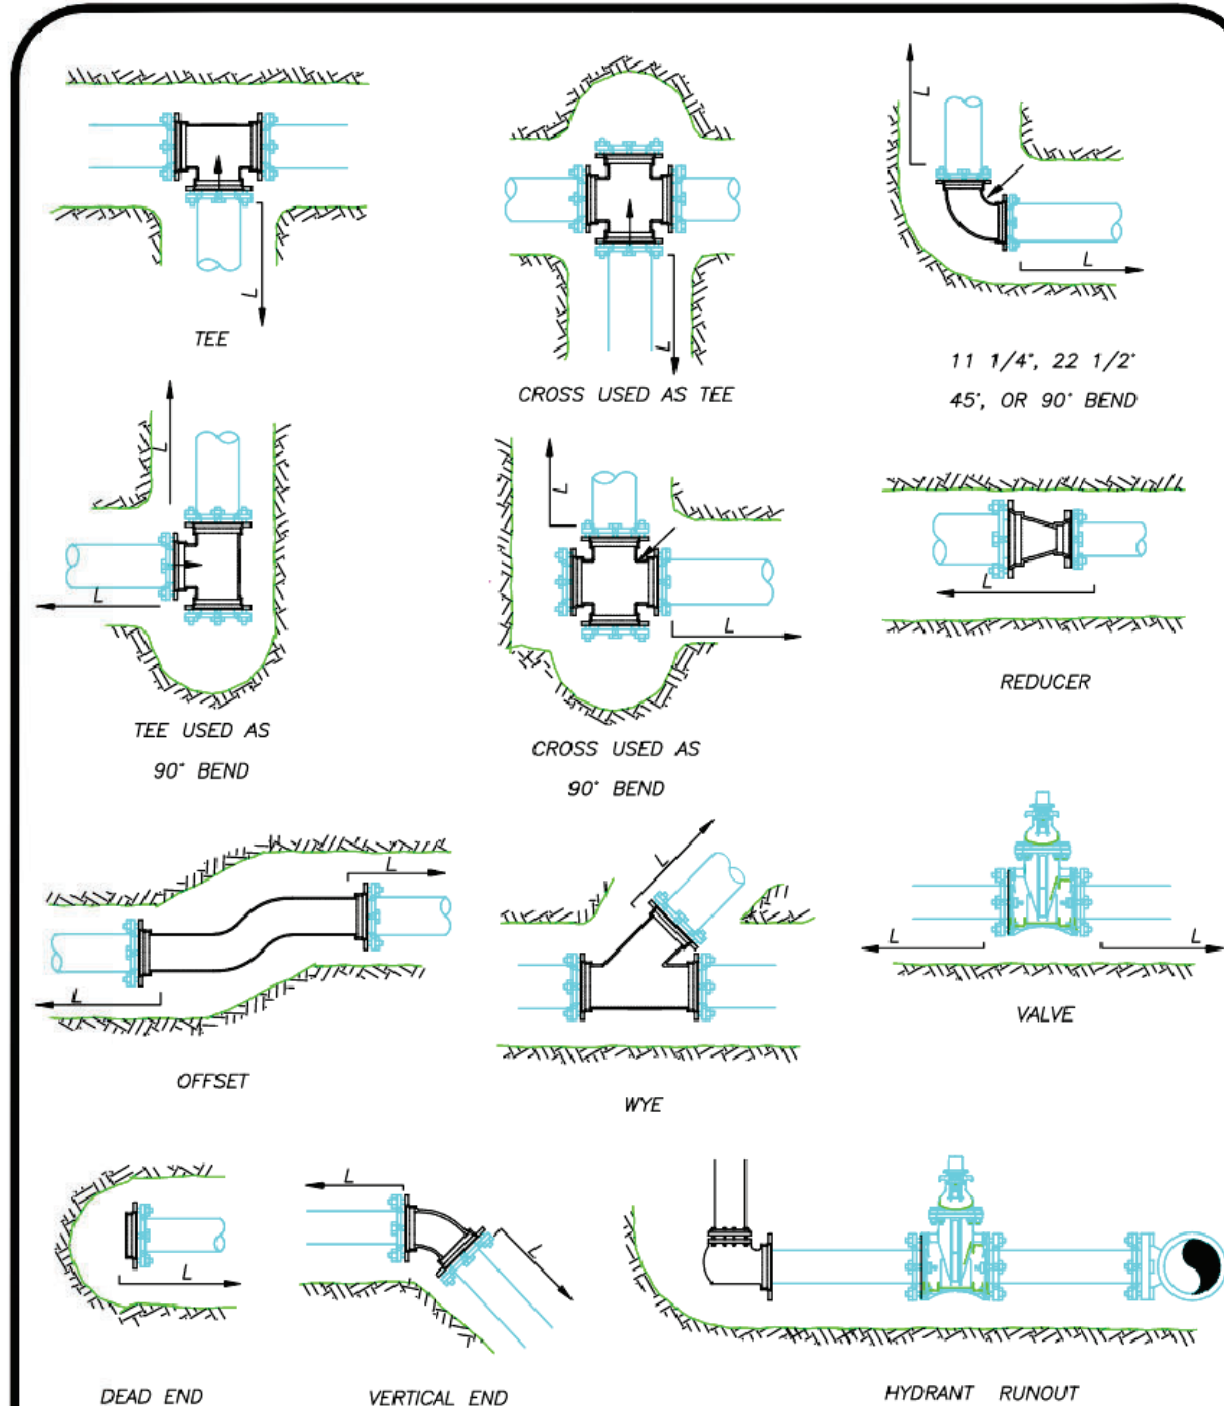 L
L
L
L
TEE
CROSS USED AS TEE
11 1/4°, 22 1/2°
45°, OR 90° BEND
L
L
L
L
L
TEE USED AS
90° BEND
CROSS USED AS
90° BEND
REDUCER
L
L
L
L
L
OFFSET
WYE
VALVE
L
L
L
DEAD END
VERTICAL END
HYDRANT RUNOUT